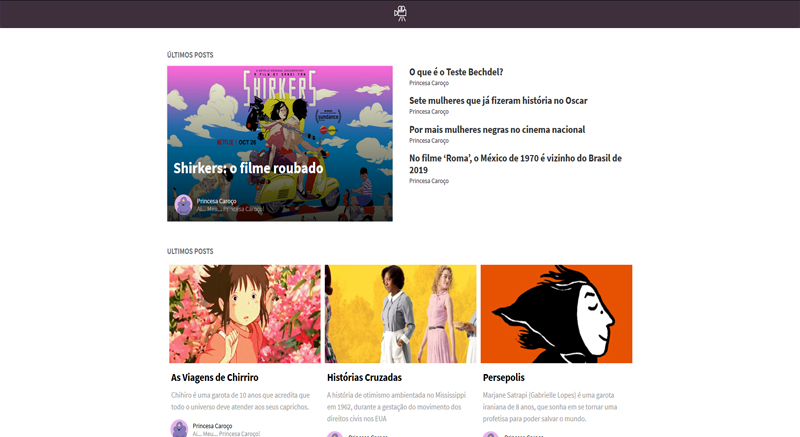 ÚLTIMOS POSTS
A NETFLIX ORIGINAL DOCUMENTARY
SHIRKERS
sundance
NETFLIX / OCT 26
Shirkers: o filme roubado
Princesa Caroço
Ai... Meu... Princesa Caroço!
O que é o Teste Bechdel?
Princesa Caroço
Sete mulheres que já fizeram história no Oscar
Princesa Caroço
Por mais mulheres negras no cinema nacional
Princesa Caroço
No filme ‘Roma’, o México de 1970 é vizinho do Brasil de
2019
Princesa Caroço
ULTIMOS POSTS
As Viagens de Chirriro
Chihiro é uma garota de 10 anos que acredita que
todo o universo deve atender aos seus caprichos.
Princesa Caroço
Ai... Meu... Princesa Caroço!
Histórias Cruzadas
A história de otimismo ambientada no Mississippi
em 1962, durante a gestação do movimento dos
direitos civis nos EUA
Princesa Caroço
Persepolis
Marjane Satrapi (Gabrielle Lopes) é uma garota
iraniana de 8 anos, que sonha em se tornar uma
profetisa para poder salvar o mundo.
Princesa Caroço